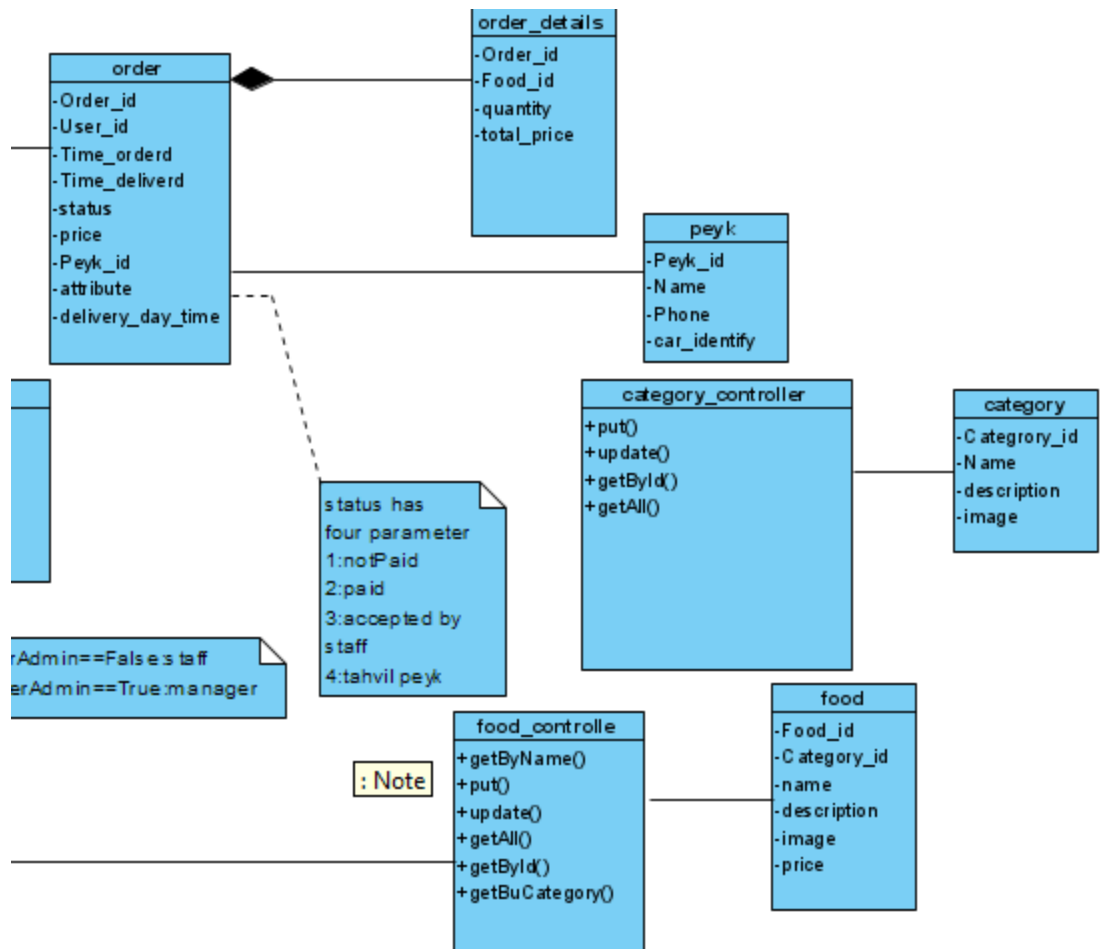 order_details
-Order_id
-Food_id
-quantity
-total_price
order
-Order_id
-User_id
-Time_orderd
-Time_deliverd
-status
-price
-Peyk_id
-attribute
-delivery_day_time
peyk
-Peyk_id
-Name
-Phone
-car_identify
category_controller
+put()
+update()
+getById()
+getAll()
category
-Categrory_id
-Name
-description
-image
status has
four parameter
1:notPaid
2:paid
3:accepted by
staff
4:tahvil peyk
rAdmin==False:staff
erAdmin==True:manager
: Note
food_controlle
+getByName()
+put()
+update()
+getAll()
+getById()
+getBuCategory()
food
-Food_id
-Category_id
-name
-description
-image
-price